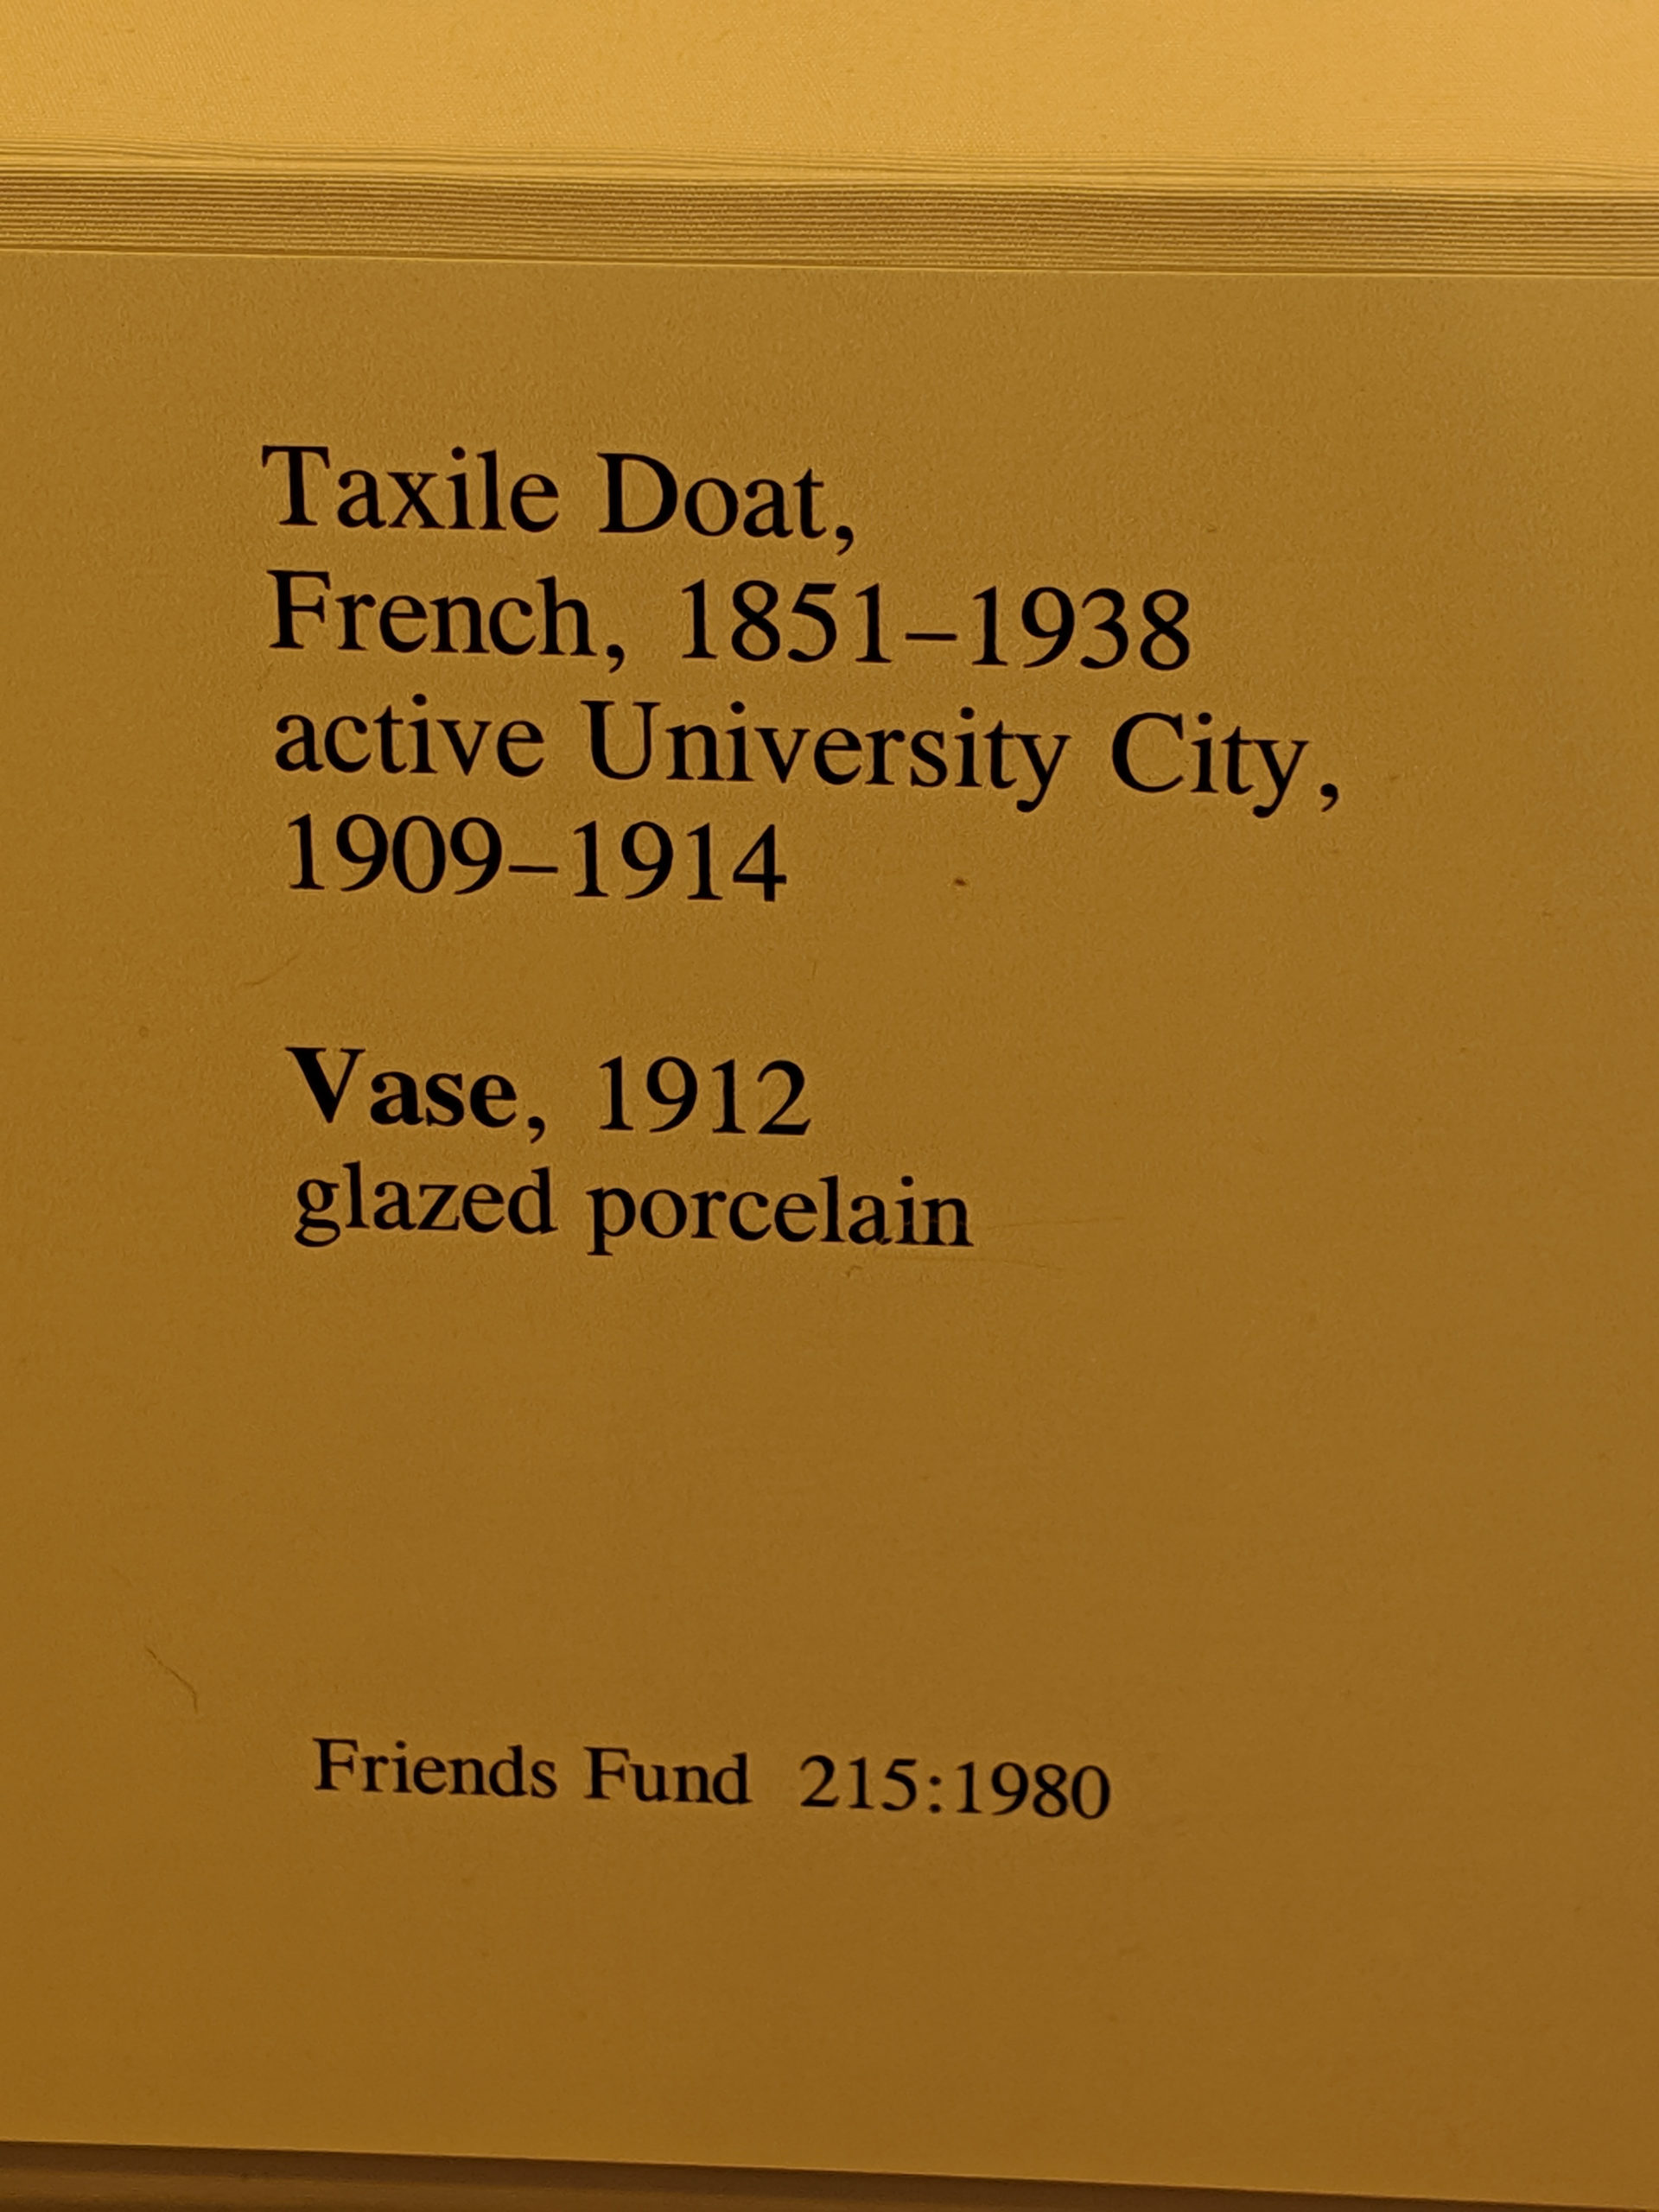 Taxile Doat,
French, 1851–1938
active University City,
1909–1914
Vase, 1912
glazed porcelain
Friends Fund 215:1980